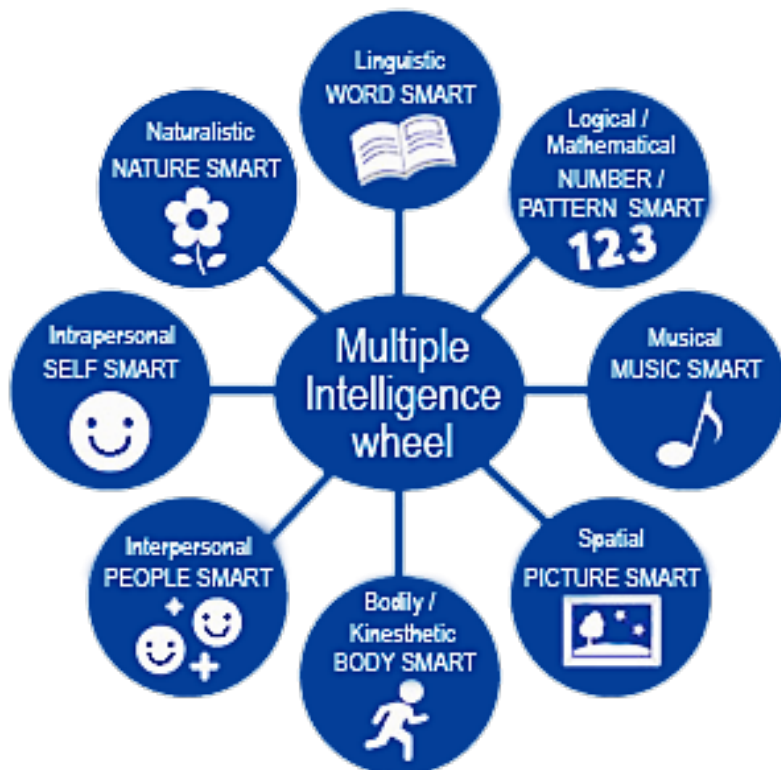 Linguistic
WORD SMART
Logical /
Mathematical
NUMBER /
PATTERN SMART
123
Musical
MUSIC SMART
Spatial
PICTURE SMART
Bodily /
Kinesthetic
BODY SMART
Interpersonal
PEOPLE SMART
Intrapersonal
SELF SMART
Naturalistic
NATURE SMART
Multiple
Intelligence
wheel